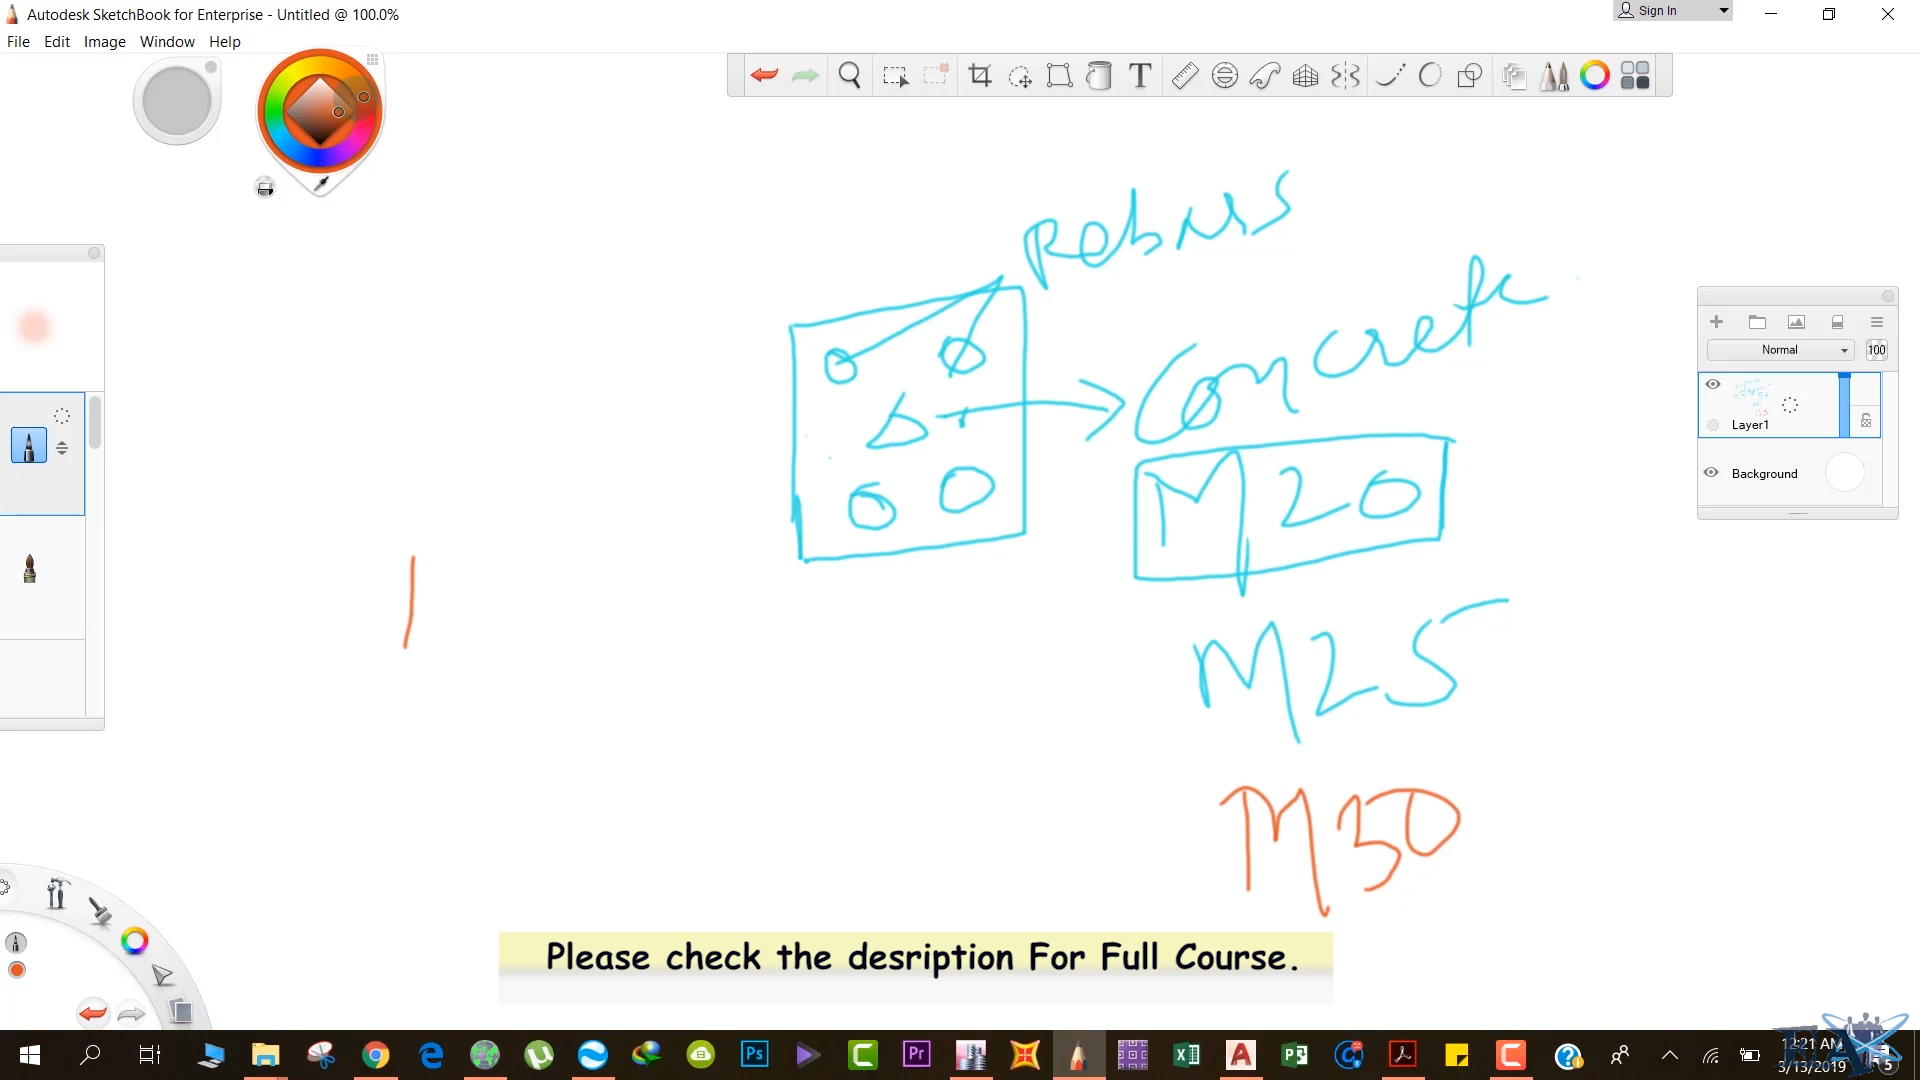 Autodesk SketchBook for Enterprise - Untitled @ 100.0%
Sign In
File Edit Image Window Help
Concrete
M20
M25
M30
Normal
100
Layer1
Background
Please check the desription For Full Course.
12:21 AM
3/13/2019
5